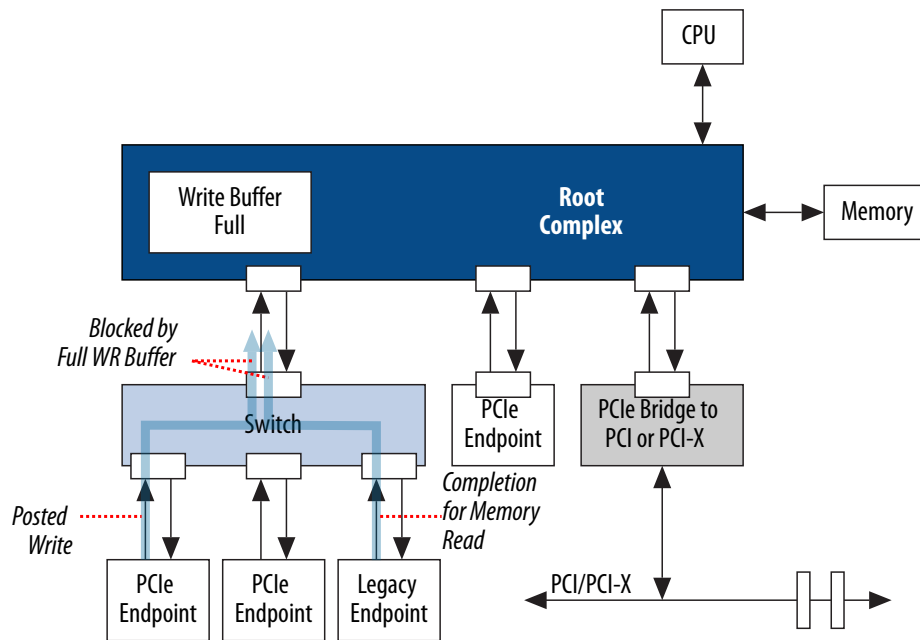 CPU
Write Buffer
Full
Root
Complex
Memory
Blocked by
Full WR Buffer
Switch
PCIe
Endpoint
PCIe Bridge to
PCI or PCI-X
Posted
Write
Completion
for Memory
Read
PCIe
Endpoint
PCIe
Endpoint
Legacy
Endpoint
PCI/PCI-X